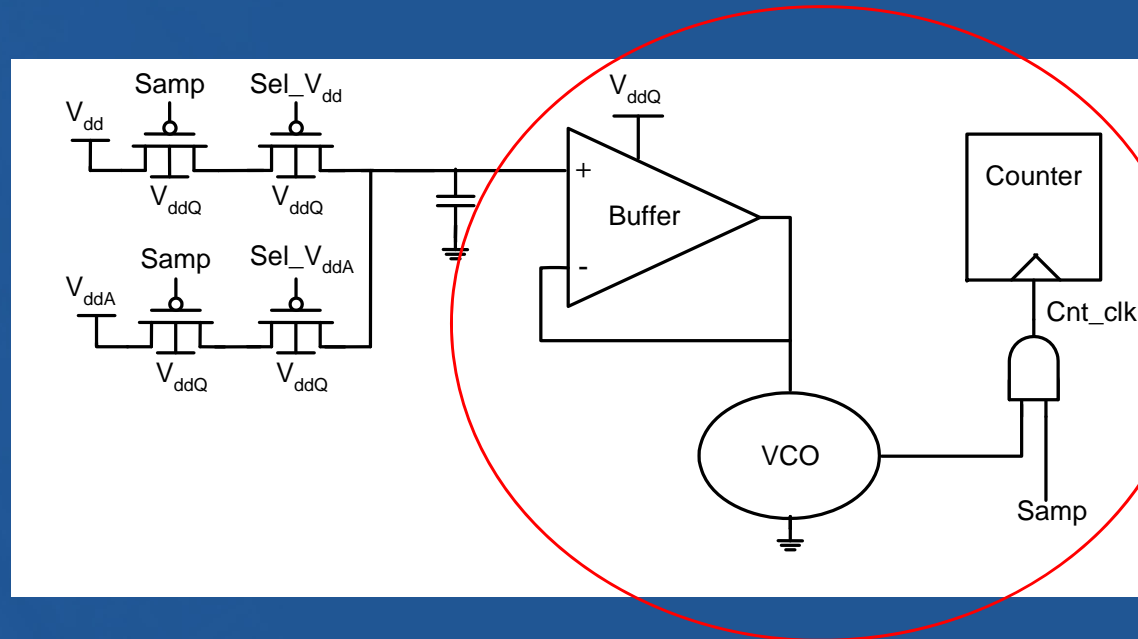 Samp
Sel_Vdd
Vdd
VddQ
VddQ
Samp
Sel_VddA
VddA
VddQ
VddQ
VddQ
+
Buffer
-
VCO
Counter
Cnt_clk
Samp